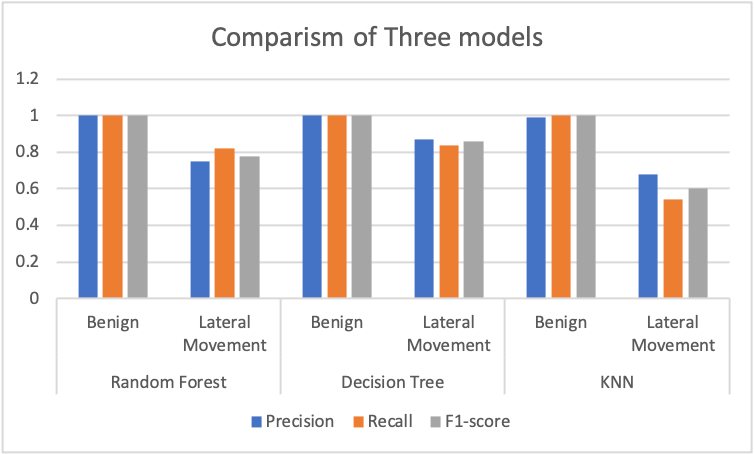 Comparism of Three models
1.2
1
0.8
0.6
0.4
0.2
0
Benign
Lateral
Movement
Benign
Lateral
Movement
Benign
Lateral
Movement
Random Forest
Decision Tree
KNN
Precision
Recall
F1-score